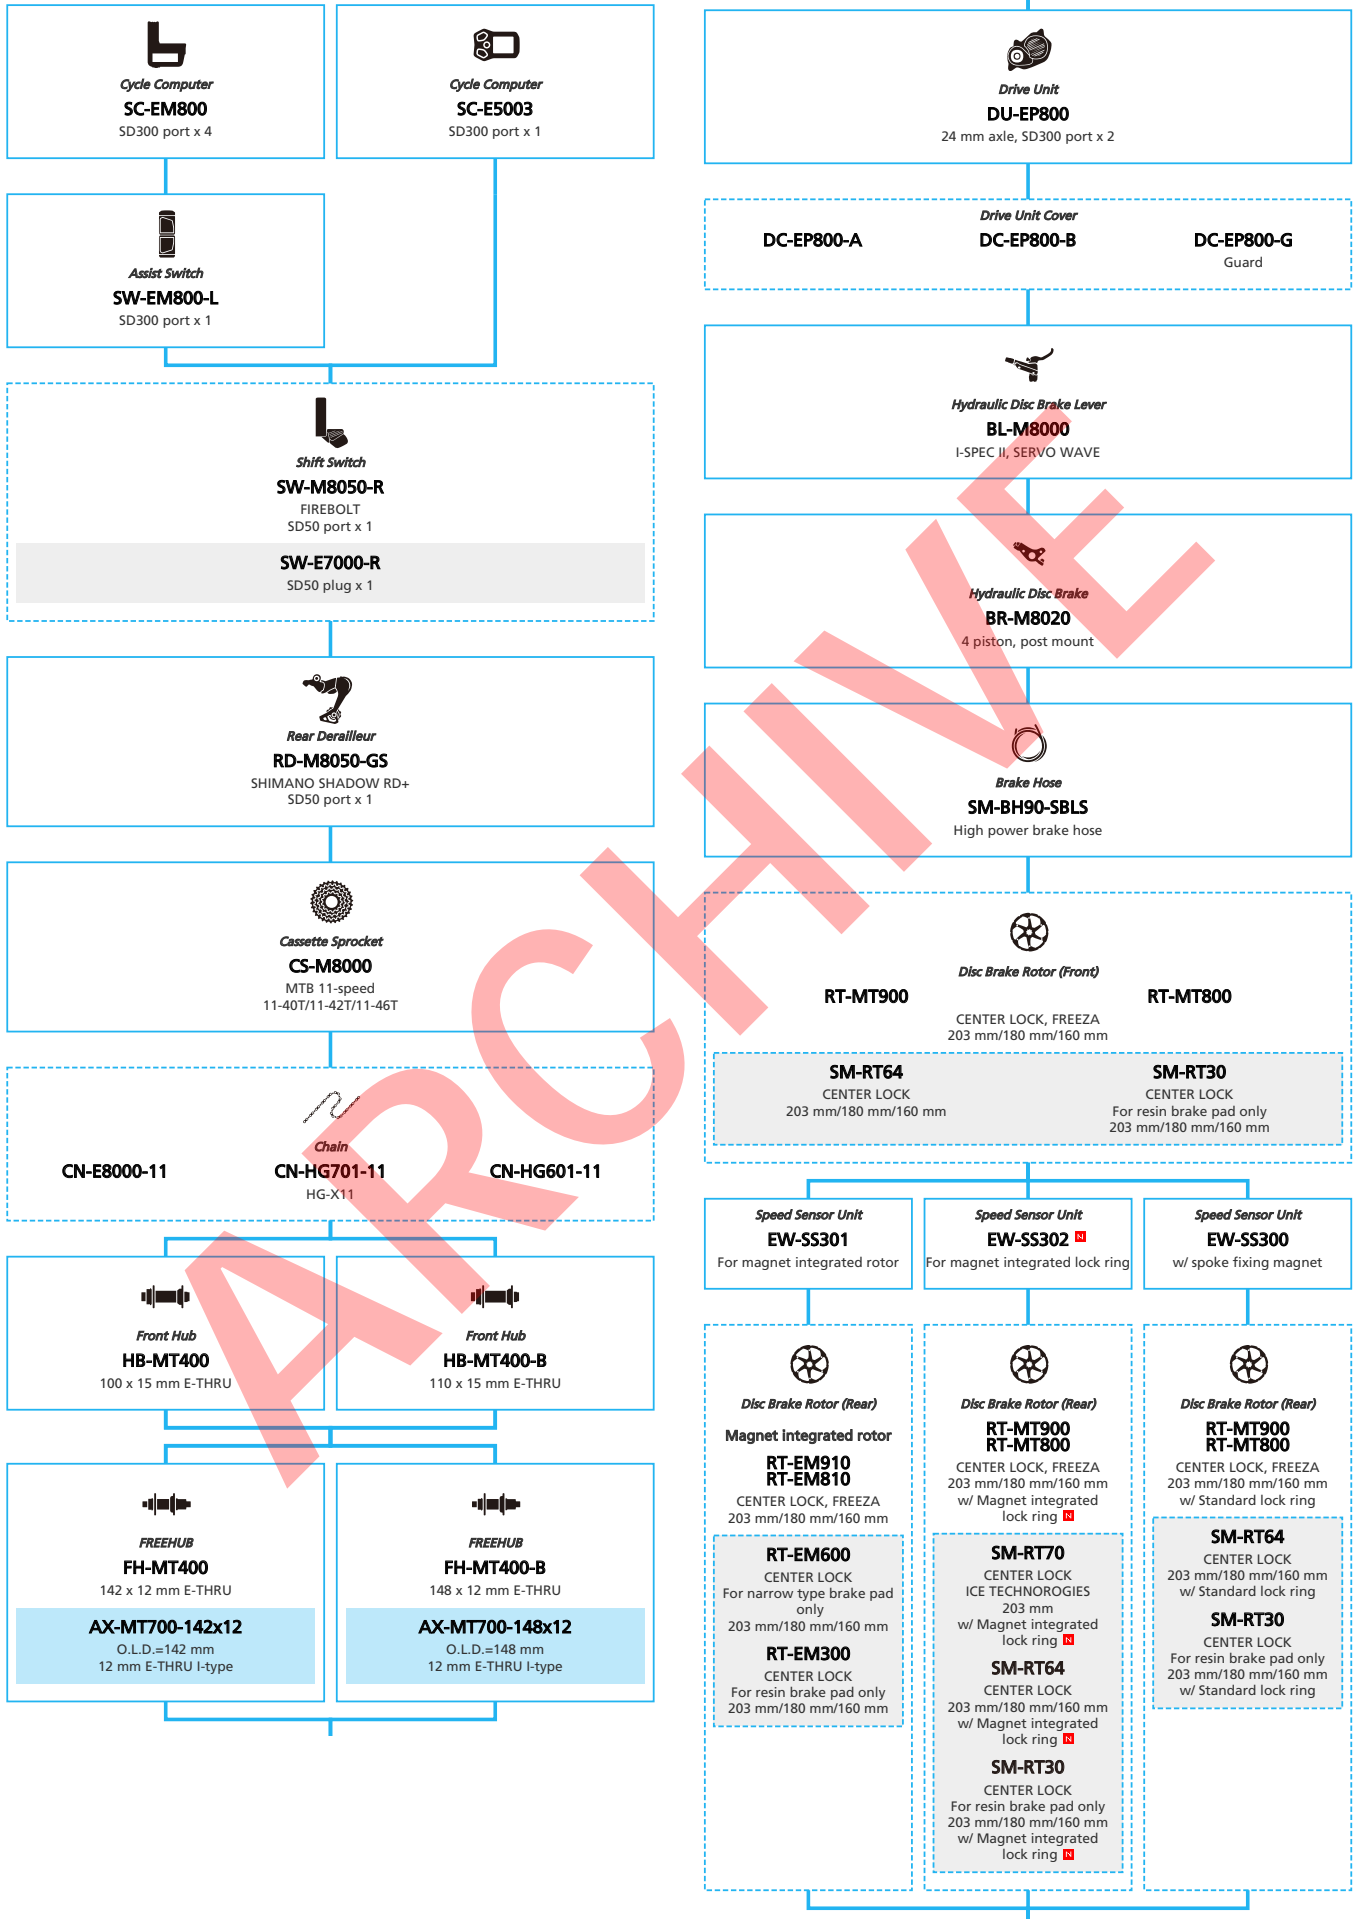 Cycle Computer
SC-EM800
SD300 port x 4
Cycle Computer
SC-E5003
SD300 port x 1
Assist Switch
SW-EM800-L
SD300 port x 1
Shift Switch
SW-M8050-R
FIREBOLT
SD50 port x 1
SW-E7000-R
SD50 plug x 1
Rear Derailleur
RD-M8050-GS
SHIMANO SHADOW RD+
SD50 port x 1
Cassette Sprocket
CS-M8000
MTB 11-speed
11-40T/11-42T/11-46T
Chain
CN-E8000-11 CN-HG701-11 CN-HG601-11
HG-X11
Front Hub
HB-MT400
100 x 15 mm E-THRU
Front Hub
HB-MT400-B
110 x 15 mm E-THRU
FREEHUB
FH-MT400
142 x 12 mm E-THRU
AX-MT700-142x12
O.L.D.=142 mm
12 mm E-THRU I-type
FREEHUB
FH-MT400-B
148 x 12 mm E-THRU
AX-MT700-148x12
O.L.D.=148 mm
12 mm E-THRU I-type
Drive Unit
DU-EP800
24 mm axle, SD300 port x 2
Drive Unit Cover
DC-EP800-A DC-EP800-B DC-EP800-G
Guard
Hydraulic Disc Brake Lever
BL-M8000
I-SPEC II, SERVO WAVE
Hydraulic Disc Brake
BR-M8020
4 piston, post mount
Brake Hose
SM-BH90-SBLS
High power brake hose
Disc Brake Rotor (Front)
RT-MT900 RT-MT800
CENTER LOCK, FREEZA
203 mm/180 mm/160 mm
SM-RT64
CENTER LOCK
203 mm/180 mm/160 mm
SM-RT30
CENTER LOCK
For resin brake pad only
203 mm/180 mm/160 mm
Speed Sensor Unit
EW-SS301
For magnet integrated rotor
Speed Sensor Unit
EW-SS302 N
For magnet integrated lock ring
Speed Sensor Unit
EW-SS300
w/ spoke fixing magnet
Disc Brake Rotor (Rear)
Magnet integrated rotor
RT-EM910
RT-EM810
CENTER LOCK, FREEZA
203 mm/180 mm/160 mm
RT-EM600
CENTER LOCK
For narrow type brake pad
only
203 mm/180 mm/160 mm
RT-EM300
CENTER LOCK
For resin brake pad only
203 mm/180 mm/160 mm
Disc Brake Rotor (Rear)
RT-MT900
RT-MT800
CENTER LOCK, FREEZA
203 mm/180 mm/160 mm
w/ Magnet integrated
lock ring N
SM-RT70
CENTER LOCK
ICE TECHNOROGIES
203 mm
w/ Magnet integrated
lock ring N
SM-RT64
CENTER LOCK
203 mm/180 mm/160 mm
w/ Magnet integrated
lock ring N
SM-RT30
CENTER LOCK
For resin brake pad only
203 mm/180 mm/160 mm
w/ Magnet integrated
lock ring N
Disc Brake Rotor (Rear)
RT-MT900
RT-MT800
CENTER LOCK, FREEZA
203 mm/180 mm/160 mm
w/ Standard lock ring
SM-RT64
CENTER LOCK
203 mm/180 mm/160 mm
w/ Standard lock ring
SM-RT30
CENTER LOCK
For resin brake pad only
203 mm/180 mm/160 mm
w/ Standard lock ring
ARCHIVE